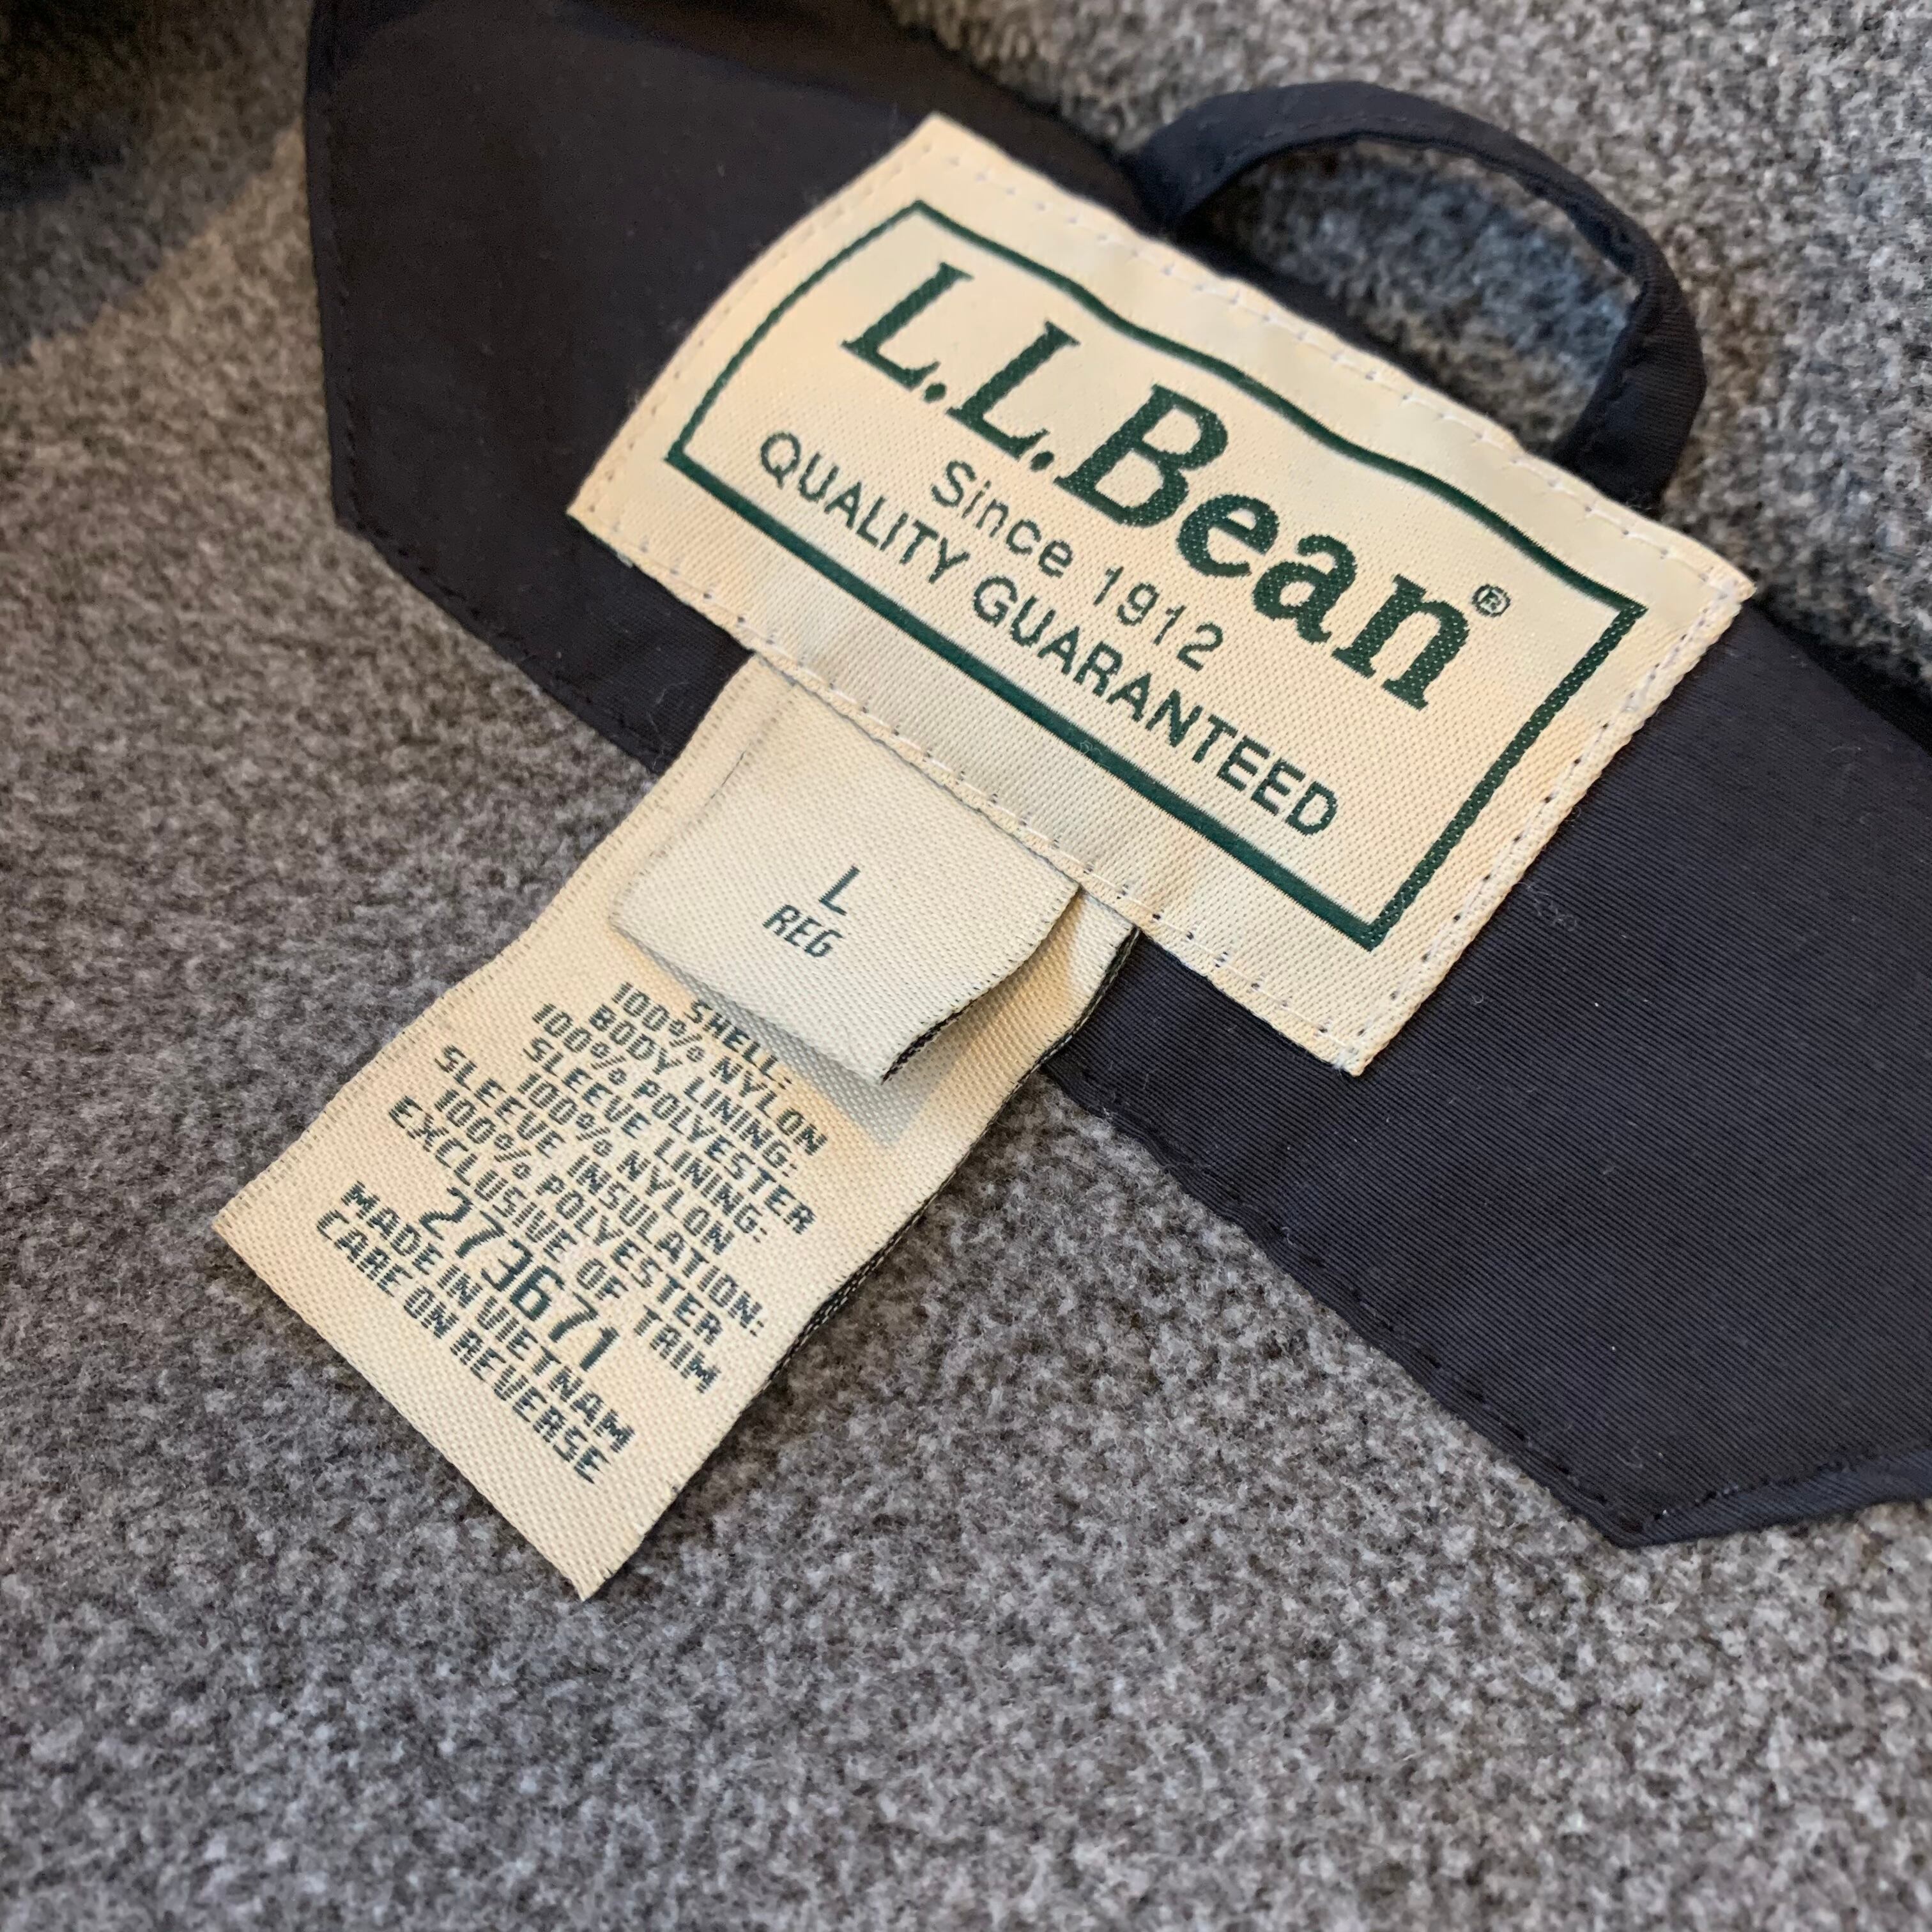 L.L.Bean®
Since 1912
QUALITY GUARANTEED
L
REG
SHELL:
100% NYLON
BODY LINING:
100% POLYESTER
SLEEVE LINING:
100% NYLON
SLEEVE INSULATION:
100% POLYESTER
EXCLUSIVE OF TRIM
273671
MADE IN VIETNAM
CARE ON REVERSE